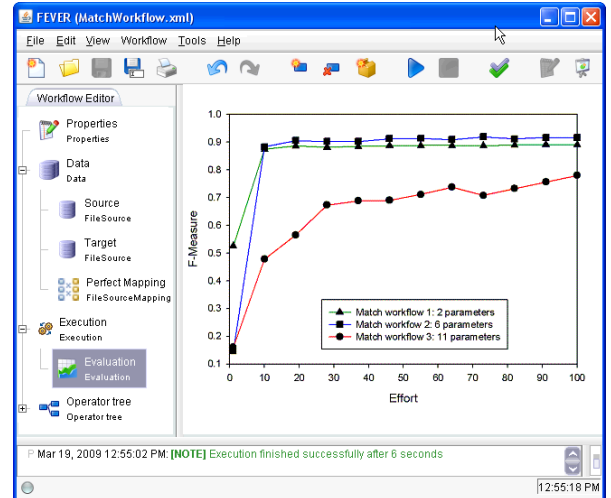 FEVER (MatchWorkflow.xml)
File Edit View Workflow Tools Help
Workflow Editor
Properties
Properties
Data
Data
Source
FileSource
Target
FileSource
Perfect Mapping
FileSourceMapping
Execution
Execution
Evaluation
Evaluation
Operator tree
Operator tree
F-Measure
1.0
0.9
0.8
0.7
0.6
0.5
0.4
0.3
0.2
0.1
Match workflow 1: 2 parameters
Match workfow 2: 6 parameters
Match workflow 3: 11 parameters
0 10 20 30 40 50 60 70 80 90 100
Effort
P Mar 19, 2009 12:55:02 PM: [NOTE] Execution finished successfully after 6 seconds
12:55:18 PM